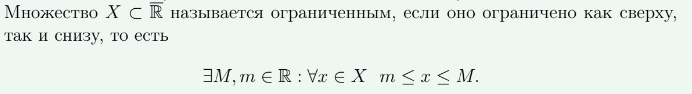 Множество X ⊂ ℝ̅ называется ограниченным, если оно ограничено как сверху,
так и снизу, то есть
∃M, m ∈ ℝ : ∀x ∈ X m ≤ x ≤ M.